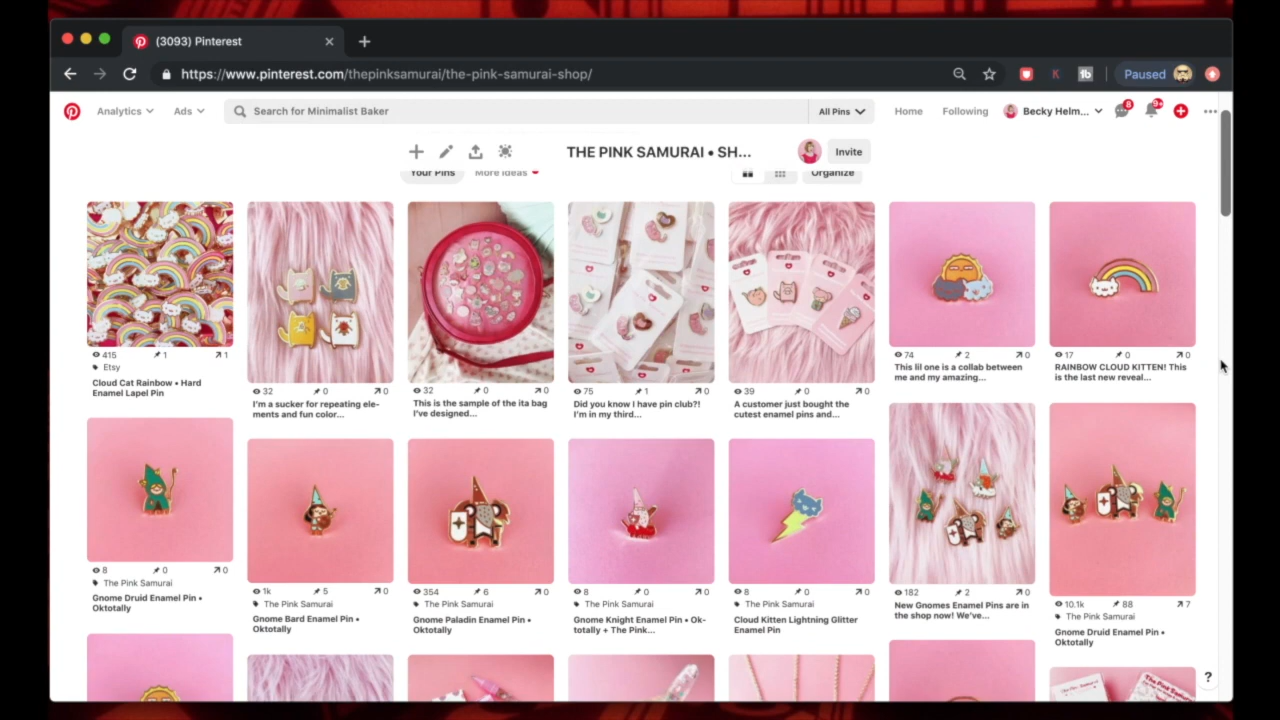 (3093) Pinterest
https://www.pinterest.com/thepinksamurai/the-pink-samurai-shop/
Paused
Analytics
Ads
Search for Minimalist Baker
All Pins
Home
Following
Becky Helm...
8
9+
THE PINK SAMURAI • SH...
Invite
Your Pins
More ideas
Organize
415
1
1
Etsy
Cloud Cat Rainbow • Hard
Enamel Lapel Pin
32
0
0
I'm a sucker for repeating ele-
ments and fun color...
32
0
0
This is the sample of the ita bag
I've designed...
75
1
0
Did you know I have pin club?!
I'm in my third...
39
0
0
A customer just bought the
cutest enamel pins and...
74
2
0
This lil one is a collab between
me and my amazing...
17
0
0
RAINBOW CLOUD KITTEN! This
is the last new reveal...
8
0
0
The Pink Samurai
Gnome Druid Enamel Pin •
Oktotally
1k
5
0
The Pink Samurai
Gnome Bard Enamel Pin •
Oktotally
354
6
0
The Pink Samurai
Gnome Paladin Enamel Pin •
Oktotally
8
0
0
The Pink Samurai
Gnome Knight Enamel Pin • Ok-
totally + The Pink...
8
0
0
The Pink Samurai
Cloud Kitten Lightning Glitter
Enamel Pin
182
2
0
New Gnomes Enamel Pins are in
the shop now! We've...
10.1k
88
7
The Pink Samurai
Gnome Druid Enamel Pin •
Oktotally
?